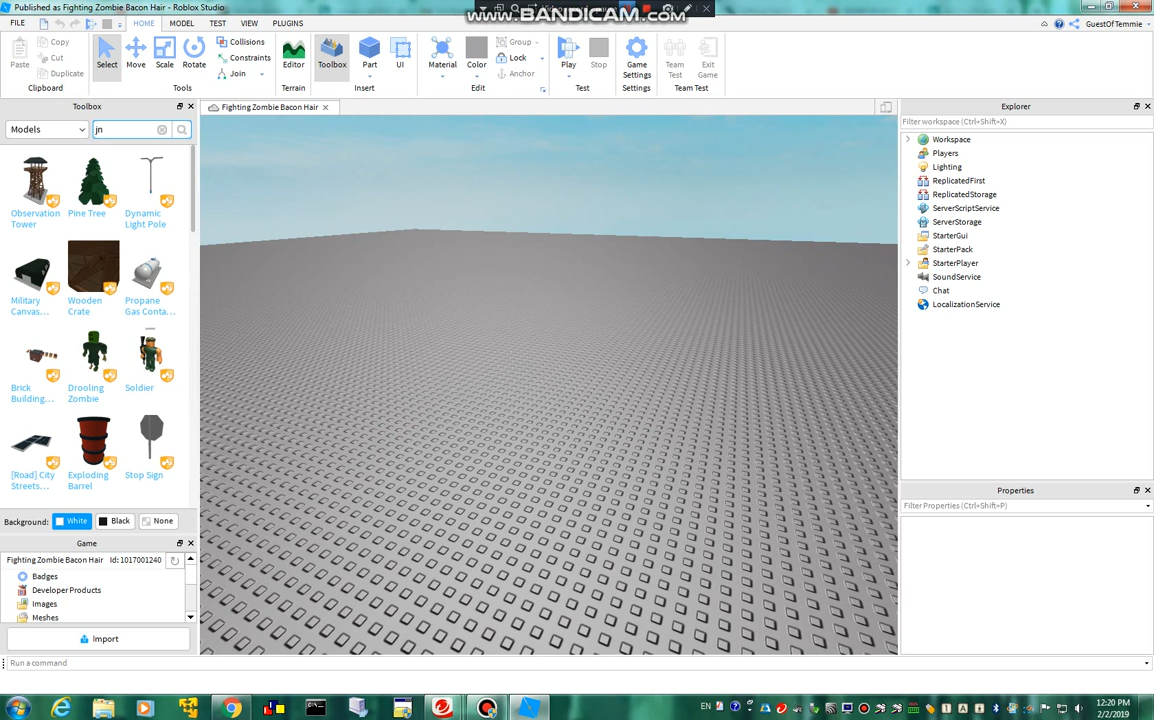 Published as Fighting Zombie Bacon Hair - Roblox Studio
www.BANDICAM.com
FILE HOME MODEL TEST VIEW PLUGINS
GuestOfTemmie
Paste Copy Cut Duplicate
Select Move Scale Rotate
Collisions Constraints Join
Editor Toolbox Part UI
Material Color Group Lock Anchor
Play Stop Game Settings Team Test Exit Game
Clipboard Tools Terrain Insert Edit Test Settings Team Test
Toolbox
Fighting Zombie Bacon Hair
Explorer
Models jn
Filter workspace (Ctrl+Shift+X)
Workspace
Players
Lighting
ReplicatedFirst
ReplicatedStorage
ServerScriptService
ServerStorage
StarterGui
StarterPack
StarterPlayer
SoundService
Chat
LocalizationService
Observation Tower
Pine Tree
Dynamic Light Pole
Military Canvas...
Wooden Crate
Propane Gas Conta...
Brick Building...
Drooling Zombie
Soldier
[Road] City Streets...
Exploding Barrel
Stop Sign
Properties
Filter Properties (Ctrl+Shift+P)
Background: White Black None
Game
Fighting Zombie Bacon Hair Id: 1017001240
Badges
Developer Products
Images
Meshes
Import
Run a command
EN
12:20 PM
2/2/2019